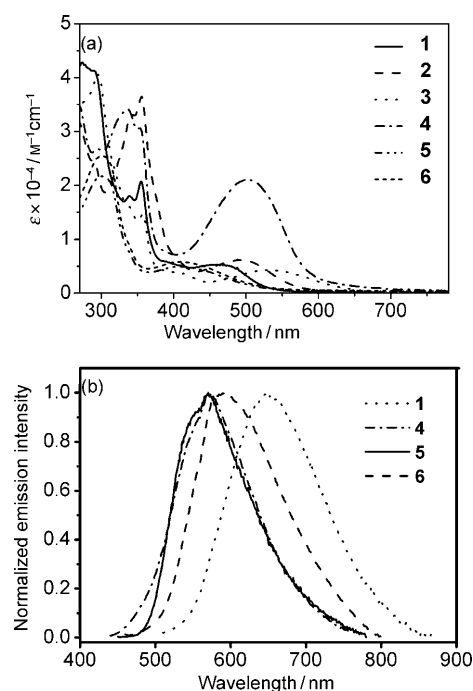 (a)
1
2
3
4
5
6
5
4
3
2
1
0
ε × 10⁻⁴ / M⁻¹cm⁻¹
300 400 500 600 700
Wavelength / nm
(b)
1
4
5
6
1.0
0.8
0.6
0.4
0.2
0.0
Normalized emission intensity
400 500 600 700 800 900
Wavelength / nm